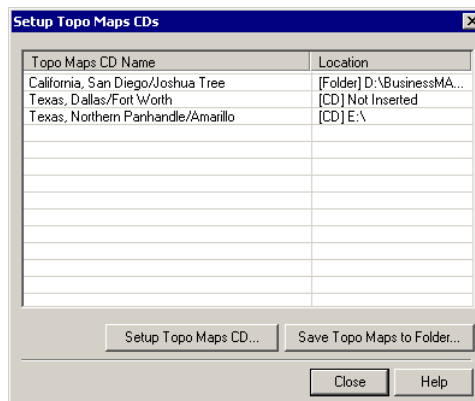 Setup Topo Maps CDs
Topo Maps CD Name Location
California, San Diego/Joshua Tree [Folder] D:\BusinessMA...
Texas, Dallas/Fort Worth [CD] Not Inserted
Texas, Northern Panhandle/Amarillo [CD] E:\
Setup Topo Maps CD... Save Topo Maps to Folder...
Close Help